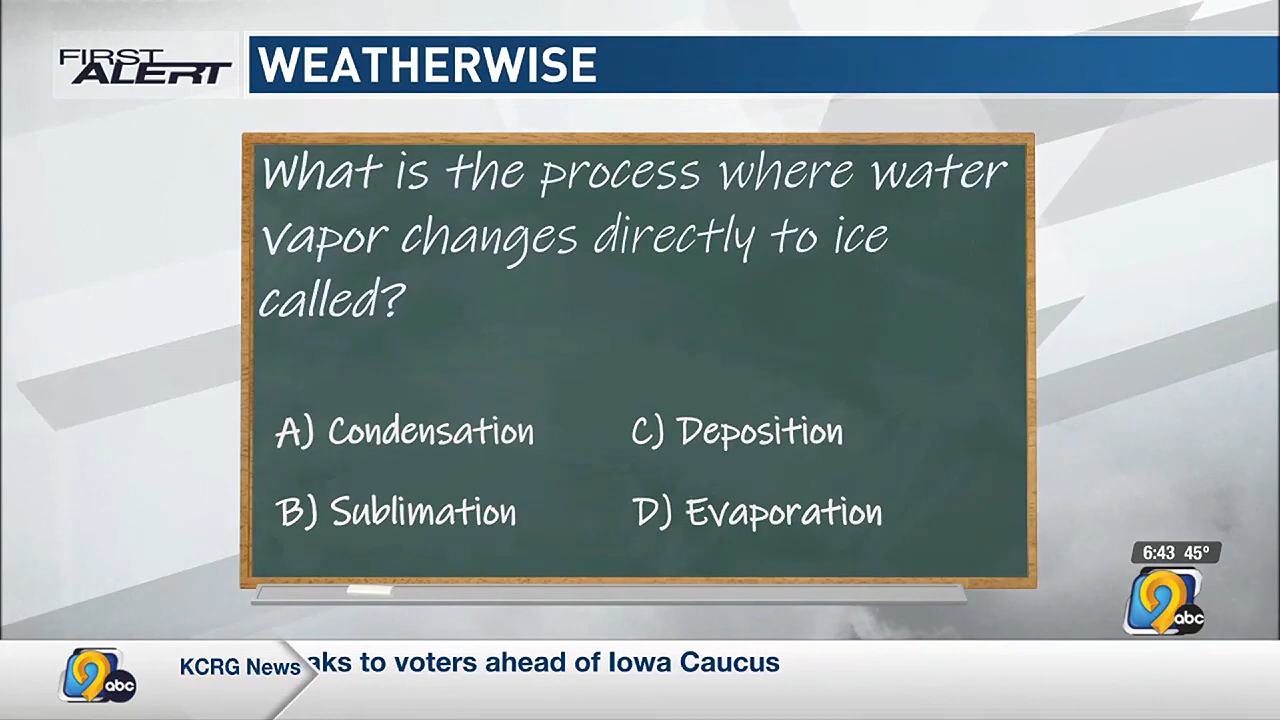 FIRST
ALERT
WEATHERWISE
What is the process where water
vapor changes directly to ice
called?
A) Condensation
C) Deposition
B) Sublimation
D) Evaporation
6:43 45°
9
abc
9
abc
KCRG News
aks to voters ahead of Iowa Caucus